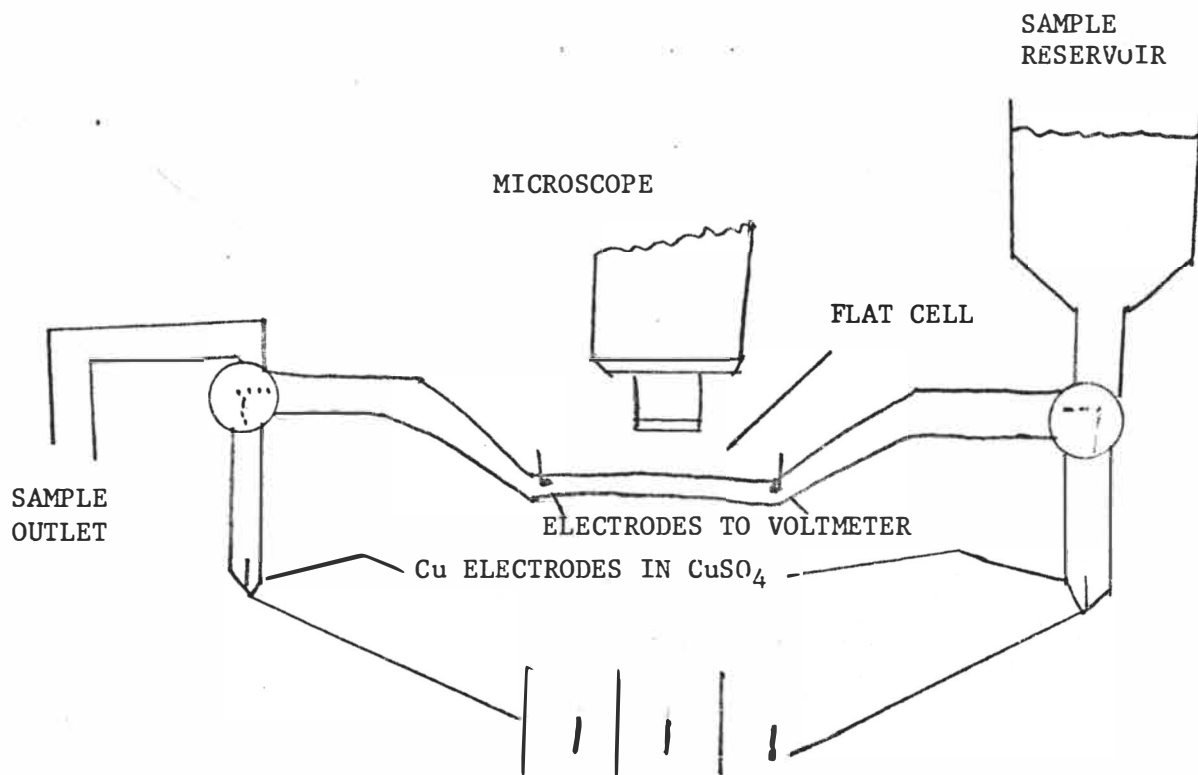 SAMPLE
RESERVOIR
MICROSCOPE
FLAT CELL
SAMPLE
OUTLET
ELECTRODES TO VOLTMETER
Cu ELECTRODES IN CuSO₄